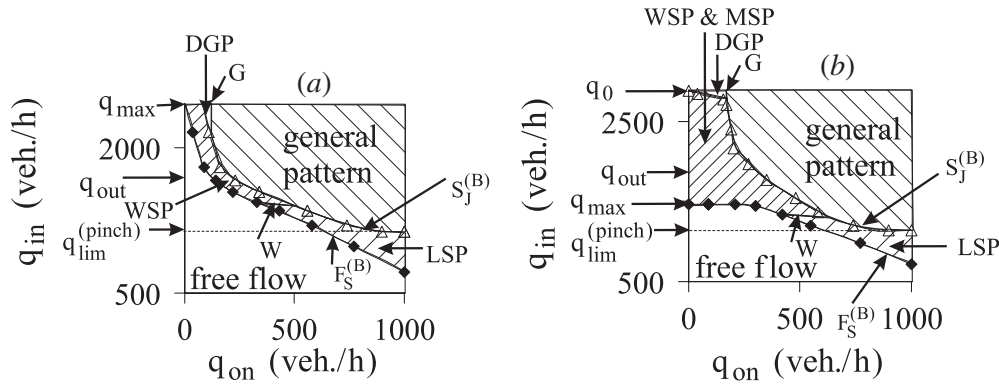 DGP
G
(a)
q_max
general
pattern
2000
q_out
WSP
S_J^(B)
q_lim^(pinch)
W
LSP
free flow
F_S^(B)
500
0
500
1000
q_in (veh./h)
q_on (veh./h)
WSP & MSP
DGP
G
(b)
q_0
2500
general
pattern
q_out
S_J^(B)
q_max
q_lim^(pinch)
W
LSP
free flow
500
F_S^(B)
0
500
1000
q_in (veh./h)
q_on (veh./h)